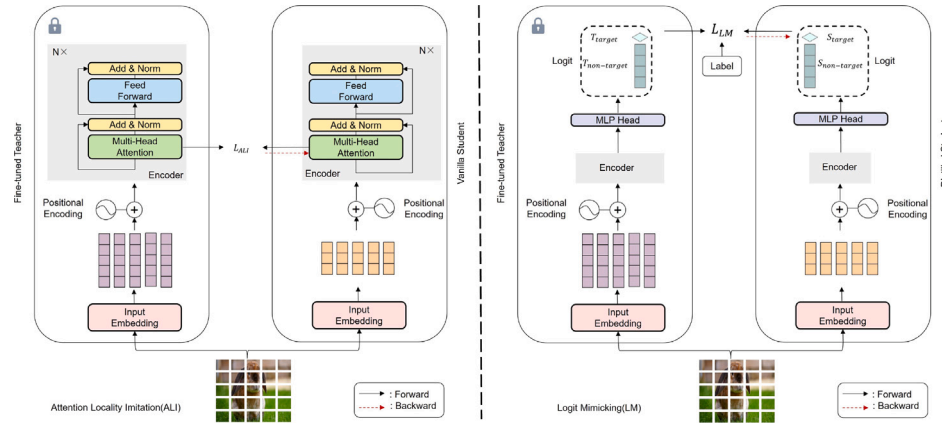 Fine-tuned Teacher
N×
Add & Norm
Feed
Forward
Add & Norm
Multi-Head
Attention
Encoder
Positional
Encoding
+
Input
Embedding
L_ALI
N×
Add & Norm
Feed
Forward
Add & Norm
Multi-Head
Attention
Encoder
Positional
Encoding
+
Input
Embedding
Vanilla Student
Attention Locality Imitation(ALI)
: Forward
: Backward
Fine-tuned Teacher
T_target
Logit
T_non-target
MLP Head
Encoder
Positional
Encoding
+
Input
Embedding
L_LM
Label
S_target
S_non-target
Logit
MLP Head
Encoder
Positional
Encoding
+
Input
Embedding
Logit Mimicking(LM)
: Forward
: Backward